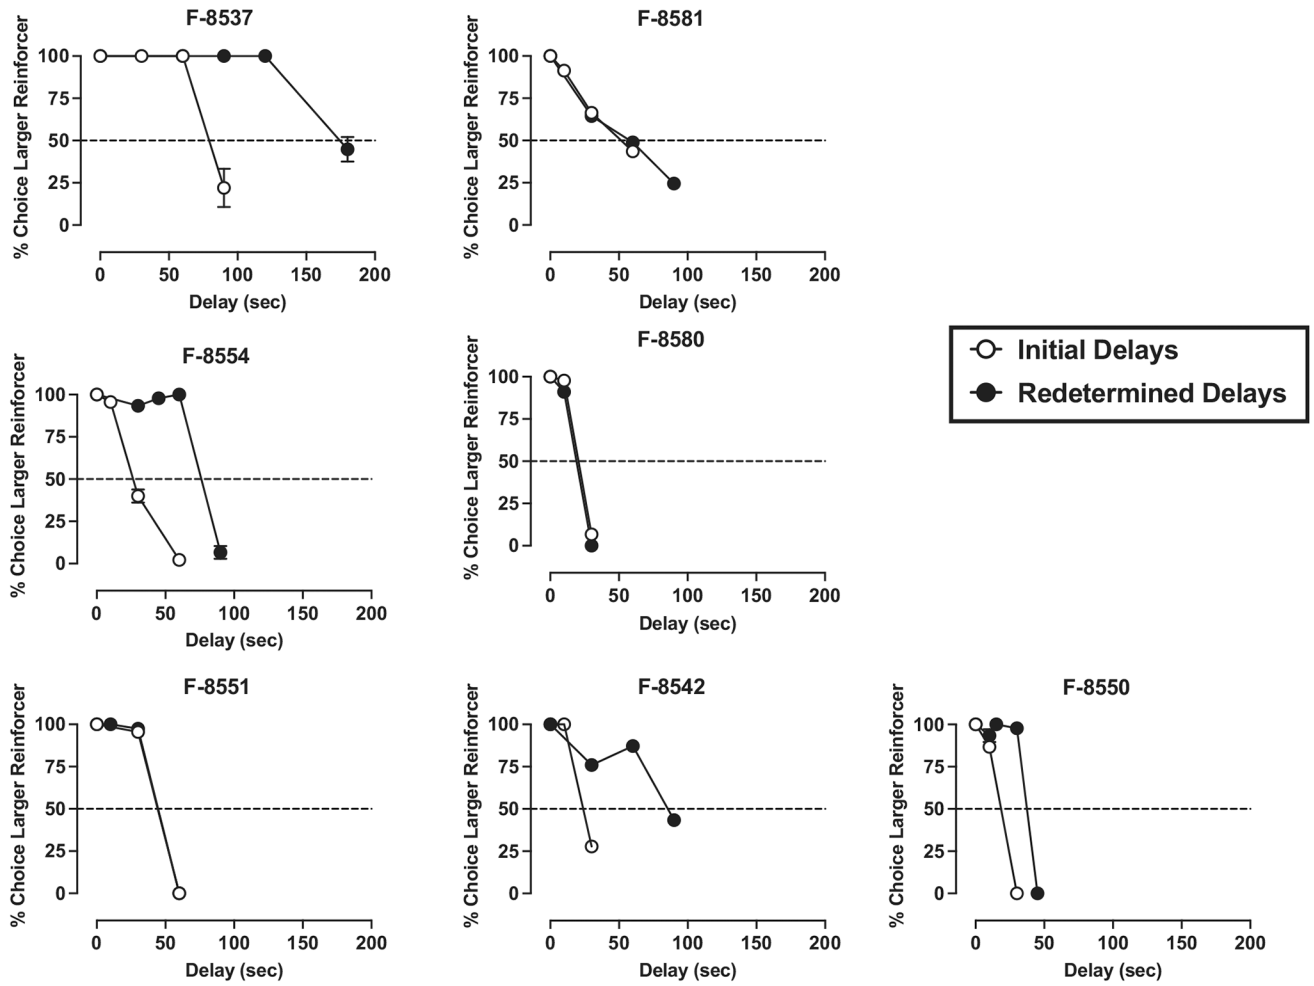 F-8537
% Choice Larger Reinforcer
100
75
50
25
0
0 50 100 150 200
Delay (sec)
F-8581
% Choice Larger Reinforcer
100
75
50
25
0
0 50 100 150 200
Delay (sec)
F-8554
% Choice Larger Reinforcer
100
75
50
25
0
0 50 100 150 200
Delay (sec)
F-8580
% Choice Larger Reinforcer
100
75
50
25
0
0 50 100 150 200
Delay (sec)
Initial Delays
Redetermined Delays
F-8551
% Choice Larger Reinforcer
100
75
50
25
0
0 50 100 150 200
Delay (sec)
F-8542
% Choice Larger Reinforcer
100
75
50
25
0
0 50 100 150 200
Delay (sec)
F-8550
% Choice Larger Reinforcer
100
75
50
25
0
0 50 100 150 200
Delay (sec)